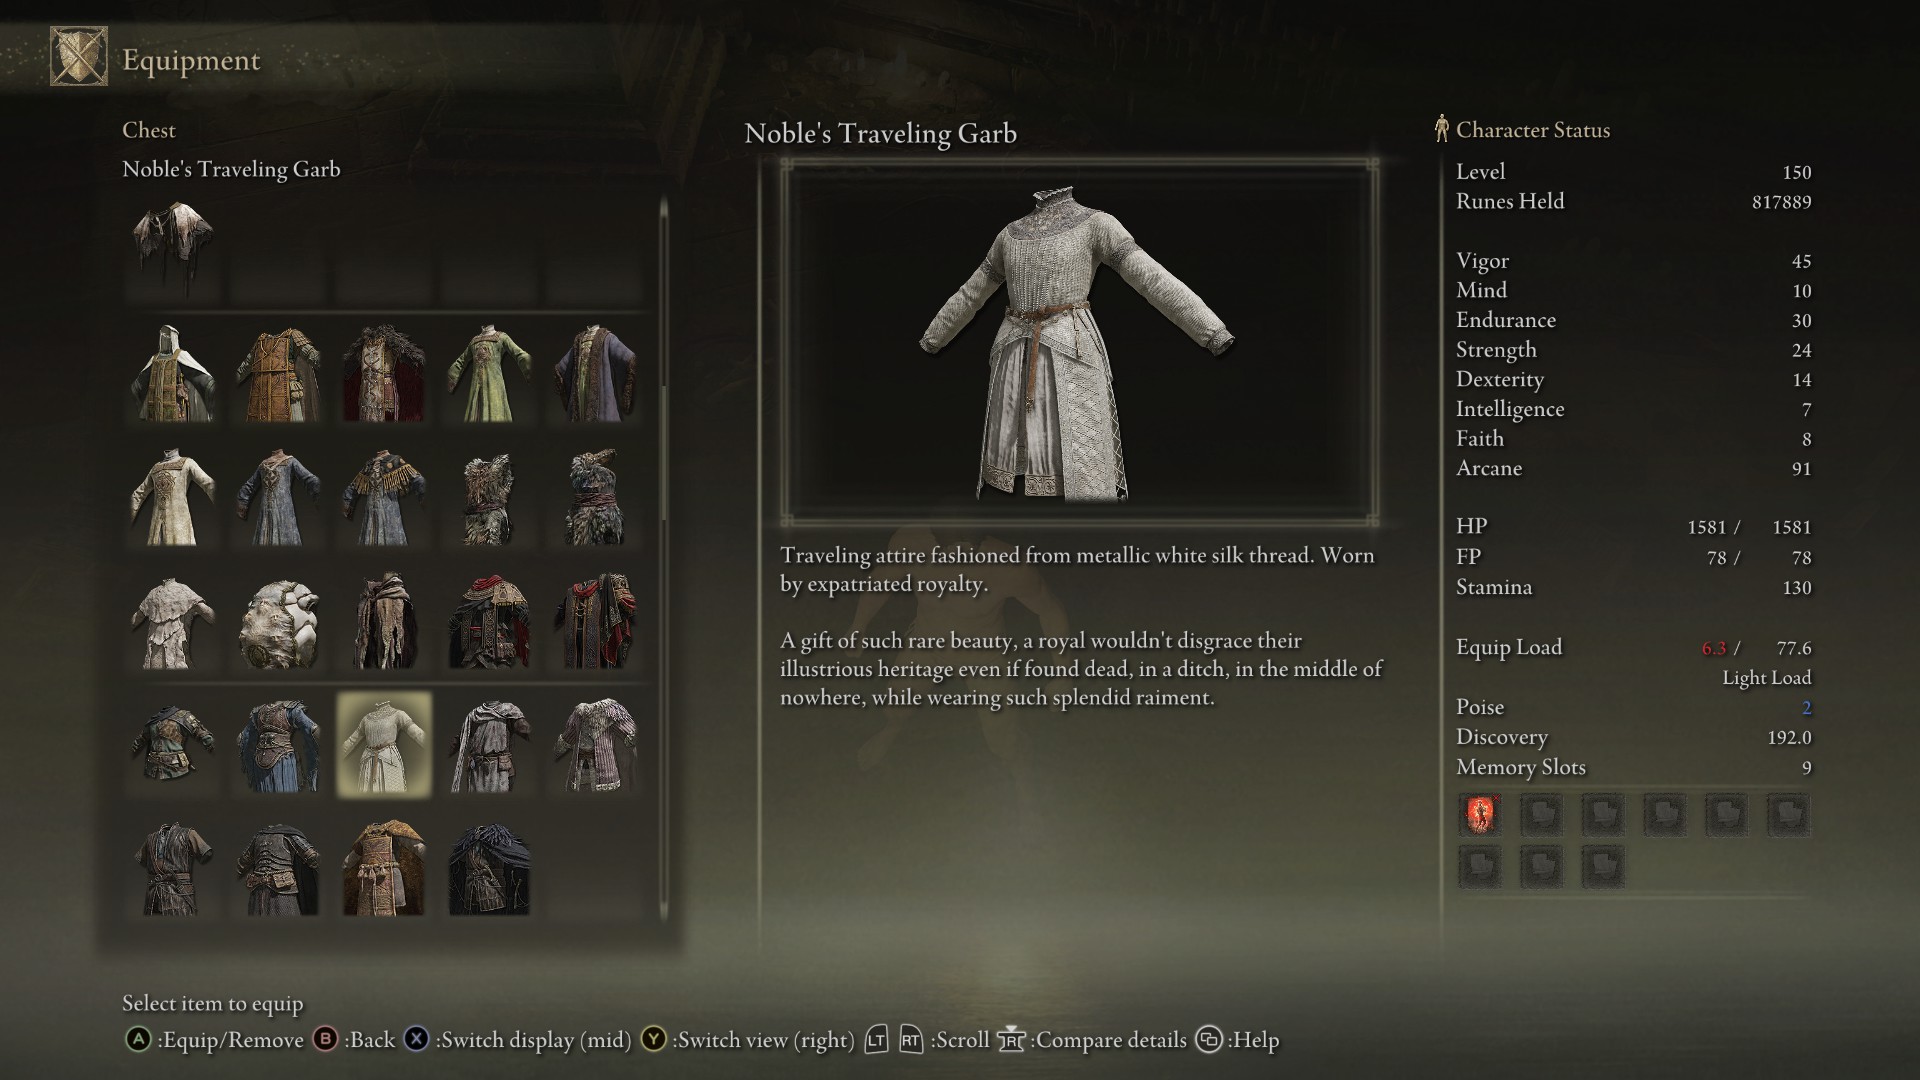 Equipment
Chest
Noble's Traveling Garb
Noble's Traveling Garb
Traveling attire fashioned from metallic white silk thread. Worn
by expatriated royalty.
A gift of such rare beauty, a royal wouldn't disgrace their
illustrious heritage even if found dead, in a ditch, in the middle of
nowhere, while wearing such splendid raiment.
Character Status
Level 150
Runes Held 817889
Vigor 45
Mind 10
Endurance 30
Strength 24
Dexterity 14
Intelligence 7
Faith 8
Arcane 91
HP 1581 / 1581
FP 78 / 78
Stamina 130
Equip Load 6.3 / 77.6
Light Load
Poise 2
Discovery 192.0
Memory Slots 9
Select item to equip
A :Equip/Remove B :Back X :Switch display (mid) Y :Switch view (right) LT RT :Scroll R :Compare details :Help